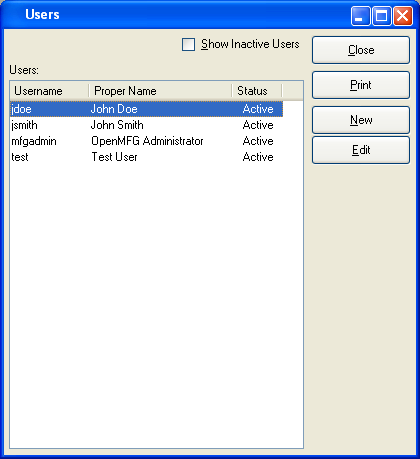 Users
Show Inactive Users
Close
Users:
Print
Username Proper Name Status
jdoe John Doe Active
New
jsmith John Smith Active
mfgadmin OpenMFG Administrator Active
Edit
test Test User Active